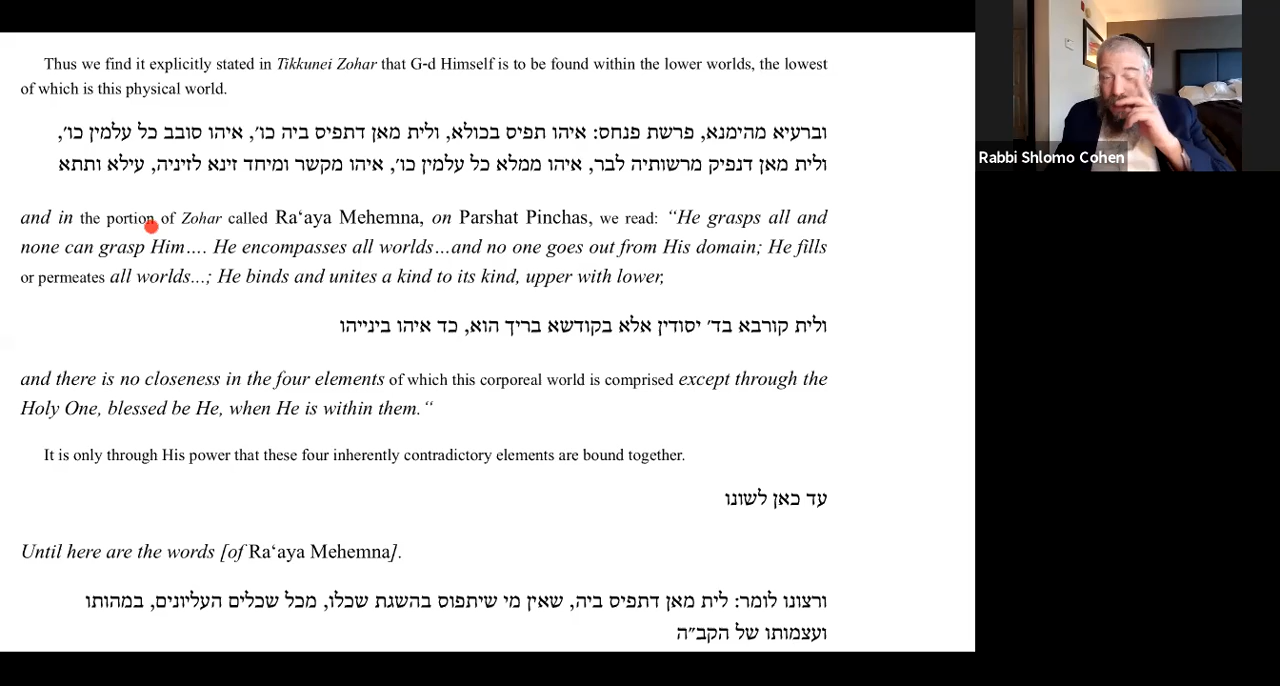 Thus we find it explicitly stated in Tikkunei Zohar that G-d Himself is to be found within the lower worlds, the lowest
of which is this physical world.
וברעיא מהימנא, פרשת פנחס: איהו תפיס בכולא, ולית מאן דתפיס ביה כו׳, איהו סובב כל עלמין כו׳,
ולית מאן דנפיק מרשותיה לבר, איהו ממלא כל עלמין כו׳, איהו מקשר ומיחד זינא לזיניה, עילא ותתא
and in the portion of Zohar called Ra‘aya Mehemna, on Parshat Pinchas, we read: “He grasps all and
none can grasp Him…. He encompasses all worlds…and no one goes out from His domain; He fills
or permeates all worlds...; He binds and unites a kind to its kind, upper with lower,
ולית קורבא בד׳ יסודין אלא בקודשא בריך הוא, כד איהו בינייהו
and there is no closeness in the four elements of which this corporeal world is comprised except through the
Holy One, blessed be He, when He is within them.“
It is only through His power that these four inherently contradictory elements are bound together.
עד כאן לשונו
Until here are the words [of Ra‘aya Mehemna].
ורצונו לומר: לית מאן דתפיס ביה, שאין מי שיתפוס בהשגת שכלו, מכל שכלים העליונים, במהותו
ועצמותו של הקב״ה
Rabbi Shlomo Cohen